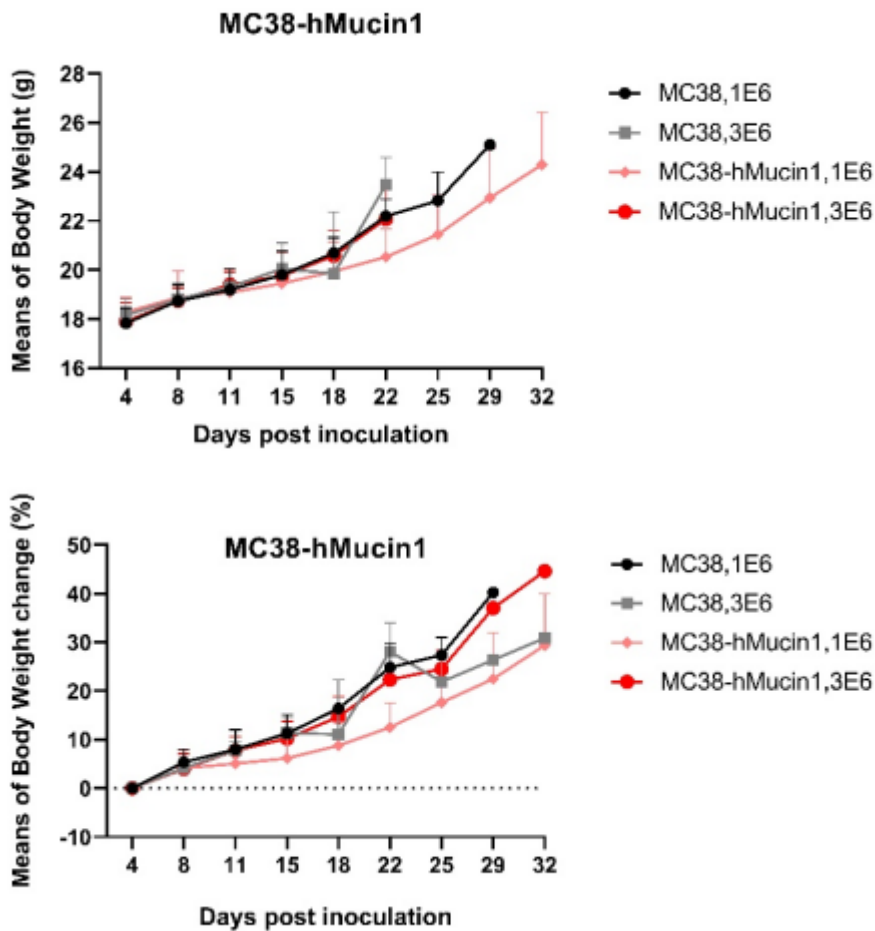 MC38-hMucin1
Means of Body Weight (g)
28
26
24
22
20
18
16
4 8 11 15 18 22 25 29 32
Days post inoculation
MC38,1E6
MC38,3E6
MC38-hMucin1,1E6
MC38-hMucin1,3E6
MC38-hMucin1
Means of Body Weight change (%)
50
40
30
20
10
0
-10
4 8 11 15 18 22 25 29 32
Days post inoculation
MC38,1E6
MC38,3E6
MC38-hMucin1,1E6
MC38-hMucin1,3E6